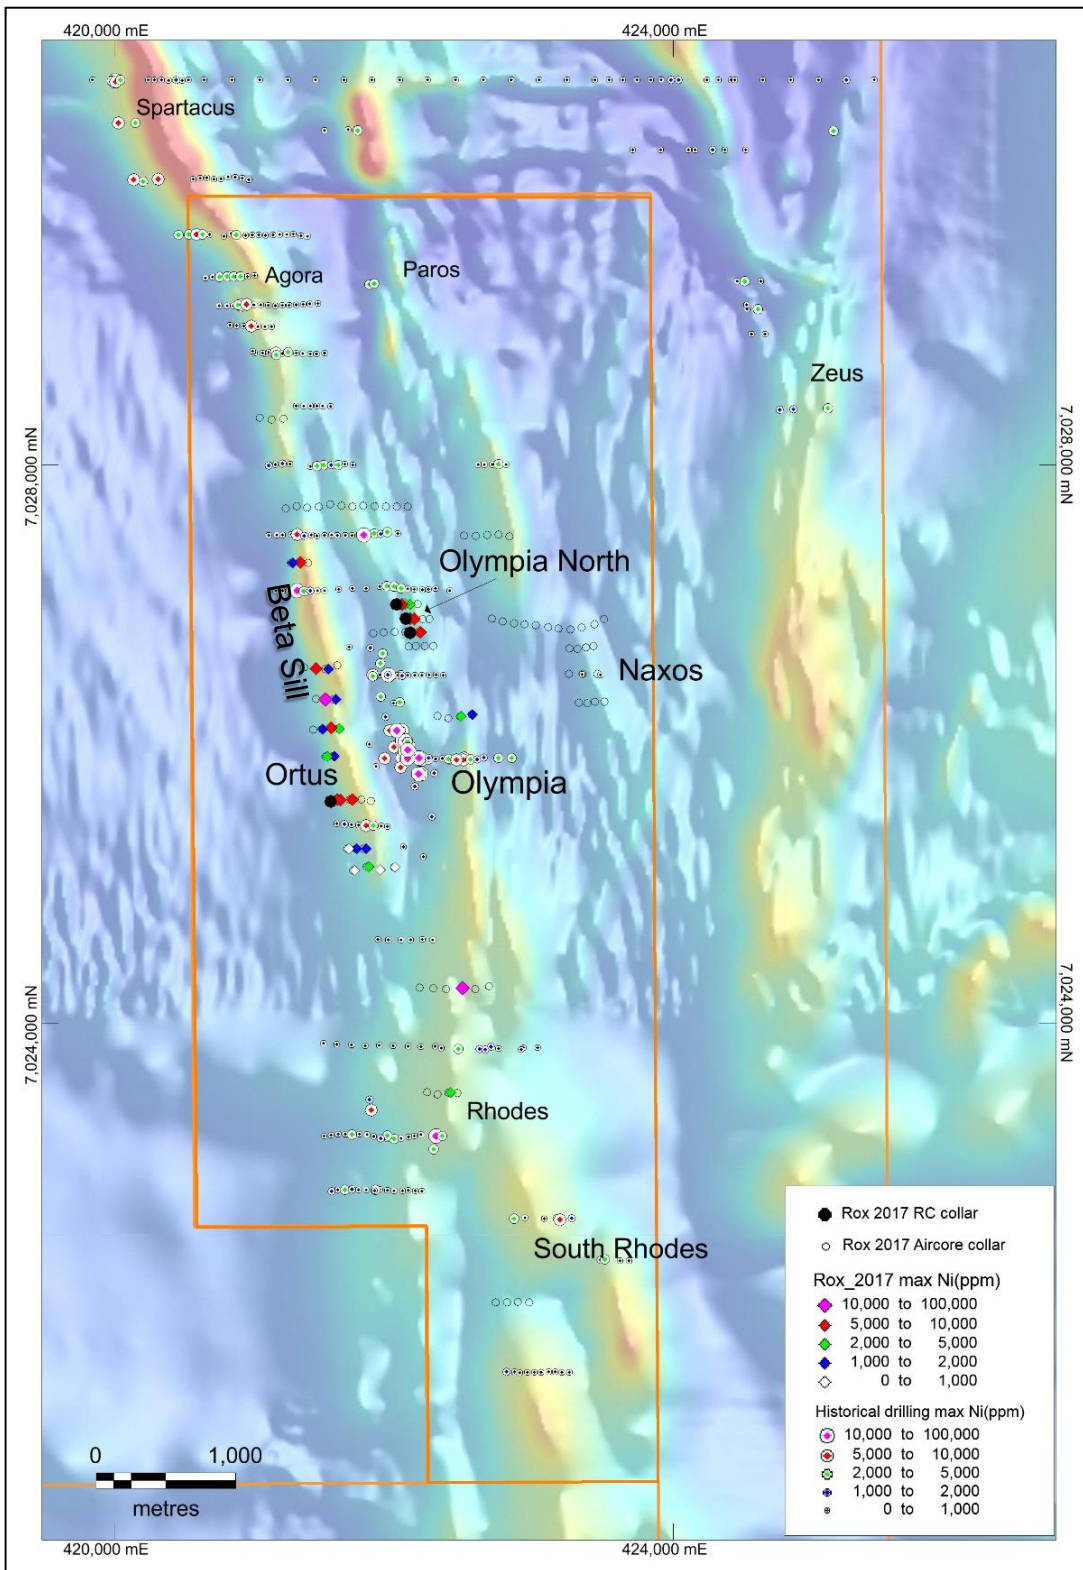 420,000 mE
424,000 mE
Spartacus
Agora
Paros
Zeus
7,028,000 mN
7,028,000 mN
Olympia North
Beta Sill
Naxos
Ortus
Olympia
7,024,000 mN
7,024,000 mN
Rhodes
South Rhodes
Rox 2017 RC collar
Rox 2017 Aircore collar
Rox_2017 max Ni(ppm)
10,000 to 100,000
5,000 to 10,000
2,000 to 5,000
1,000 to 2,000
0 to 1,000
Historical drilling max Ni(ppm)
10,000 to 100,000
5,000 to 10,000
2,000 to 5,000
1,000 to 2,000
0 to 1,000
0 1,000
metres
420,000 mE
424,000 mE